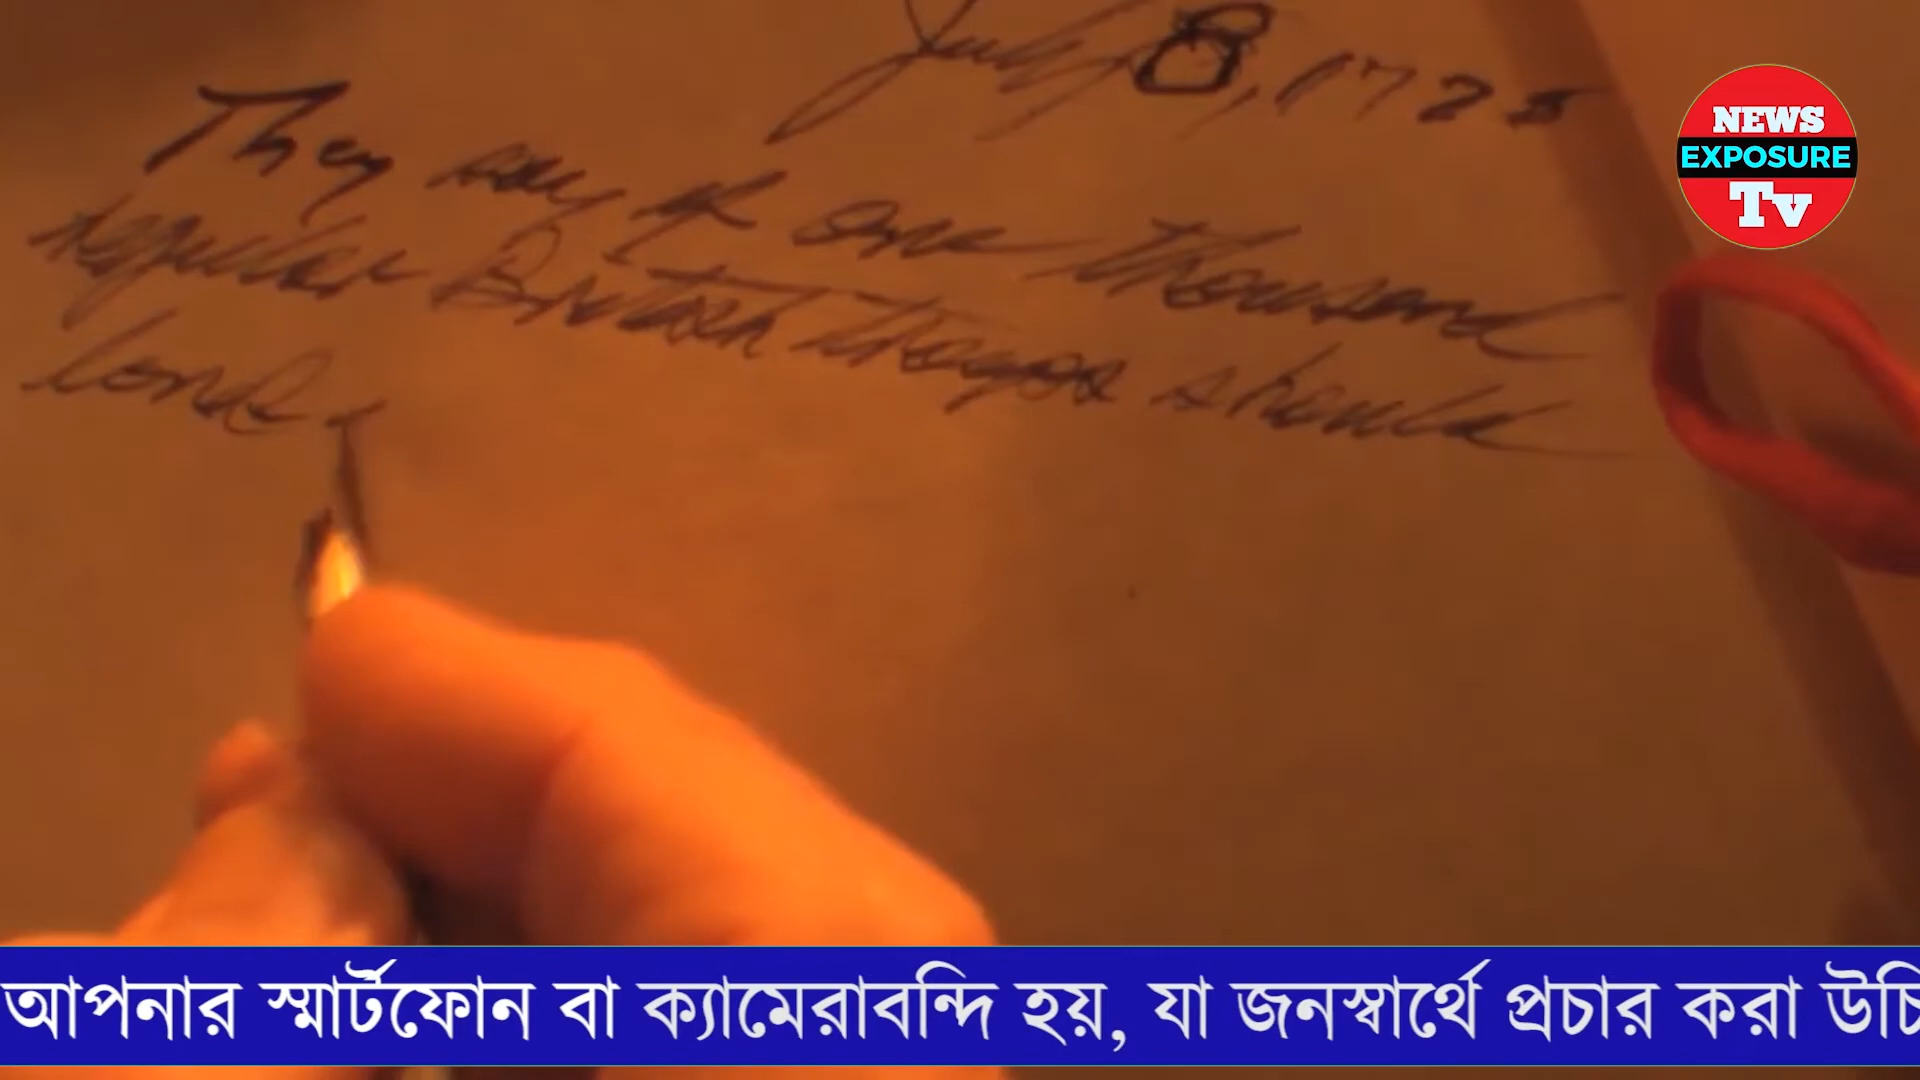 July 8, 1725
NEWS
EXPOSURE
Tv
They say if one thousand
regular British troops should
land
আপনার স্মার্টফোন বা ক্যামেরাবন্দি হয়, যা জনস্বার্থে প্রচার করা উচি